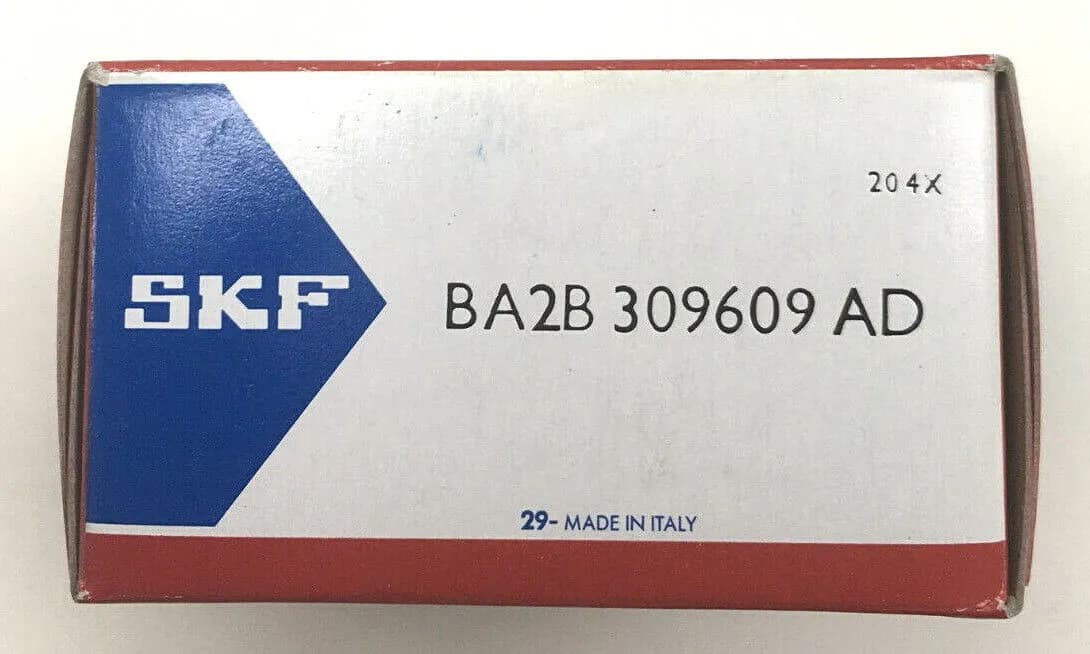 204X
SKF
BA2B 309609 AD
29- MADE IN ITALY